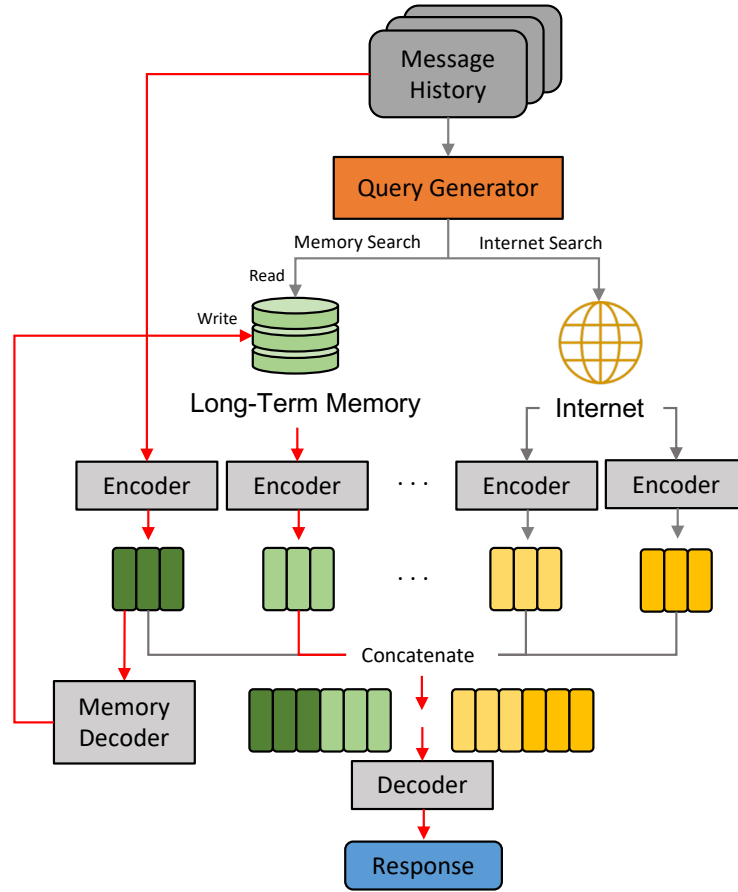 Message
History
Query Generator
Memory Search
Internet Search
Read
Write
Long-Term Memory
Internet
Encoder
Encoder
. . .
Encoder
Encoder
. . .
Concatenate
Memory
Decoder
Decoder
Response